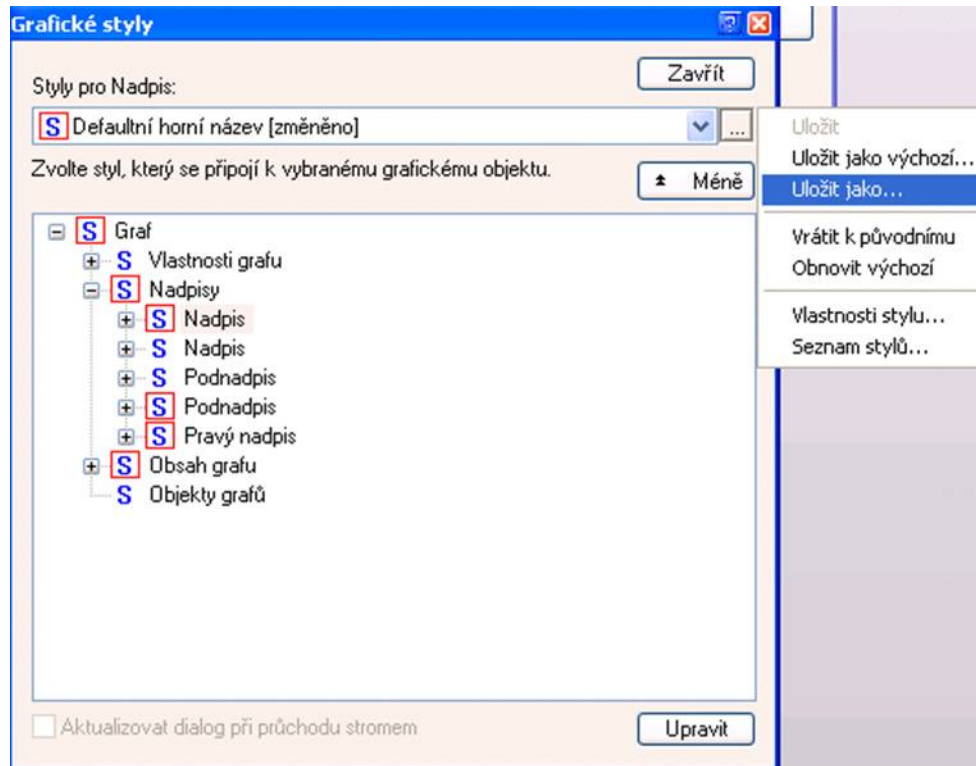 Grafické styly
Styly pro Nadpis:
Zavřít
S Defaultní horní název [změněno]
...
Zvolte styl, který se připojí k vybranému grafickému objektu.
Méně
Uložit
Uložit jako výchozí...
Uložit jako...
Vrátit k původnímu
Obnovit výchozí
Vlastnosti stylu...
Seznam stylů...
S Graf
S Vlastnosti grafu
S Nadpisy
S Nadpis
S Nadpis
S Podnadpis
S Podnadpis
S Pravý nadpis
S Obsah grafu
S Objekty grafů
Aktualizovat dialog při průchodu stromem
Upravit